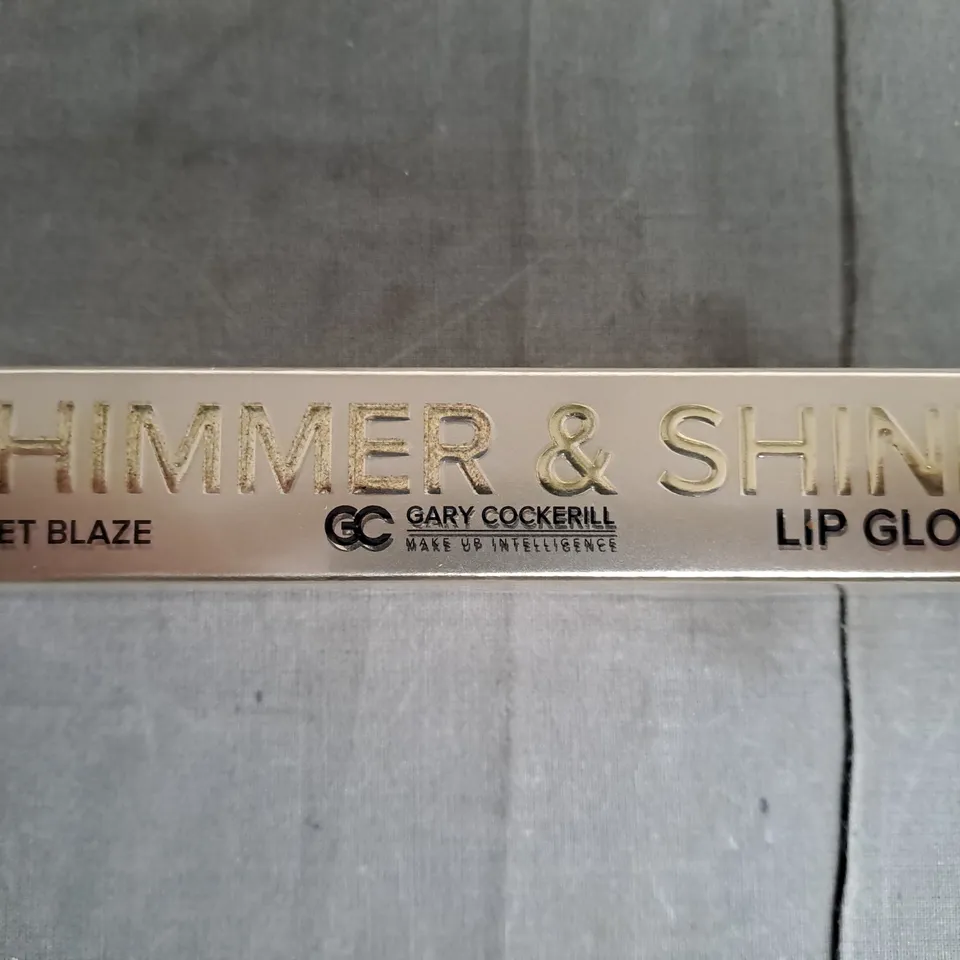 HIMMER & SHIN
ET BLAZE
GC GARY COCKERILL
MAKE UP INTELLIGENCE
LIP GLO